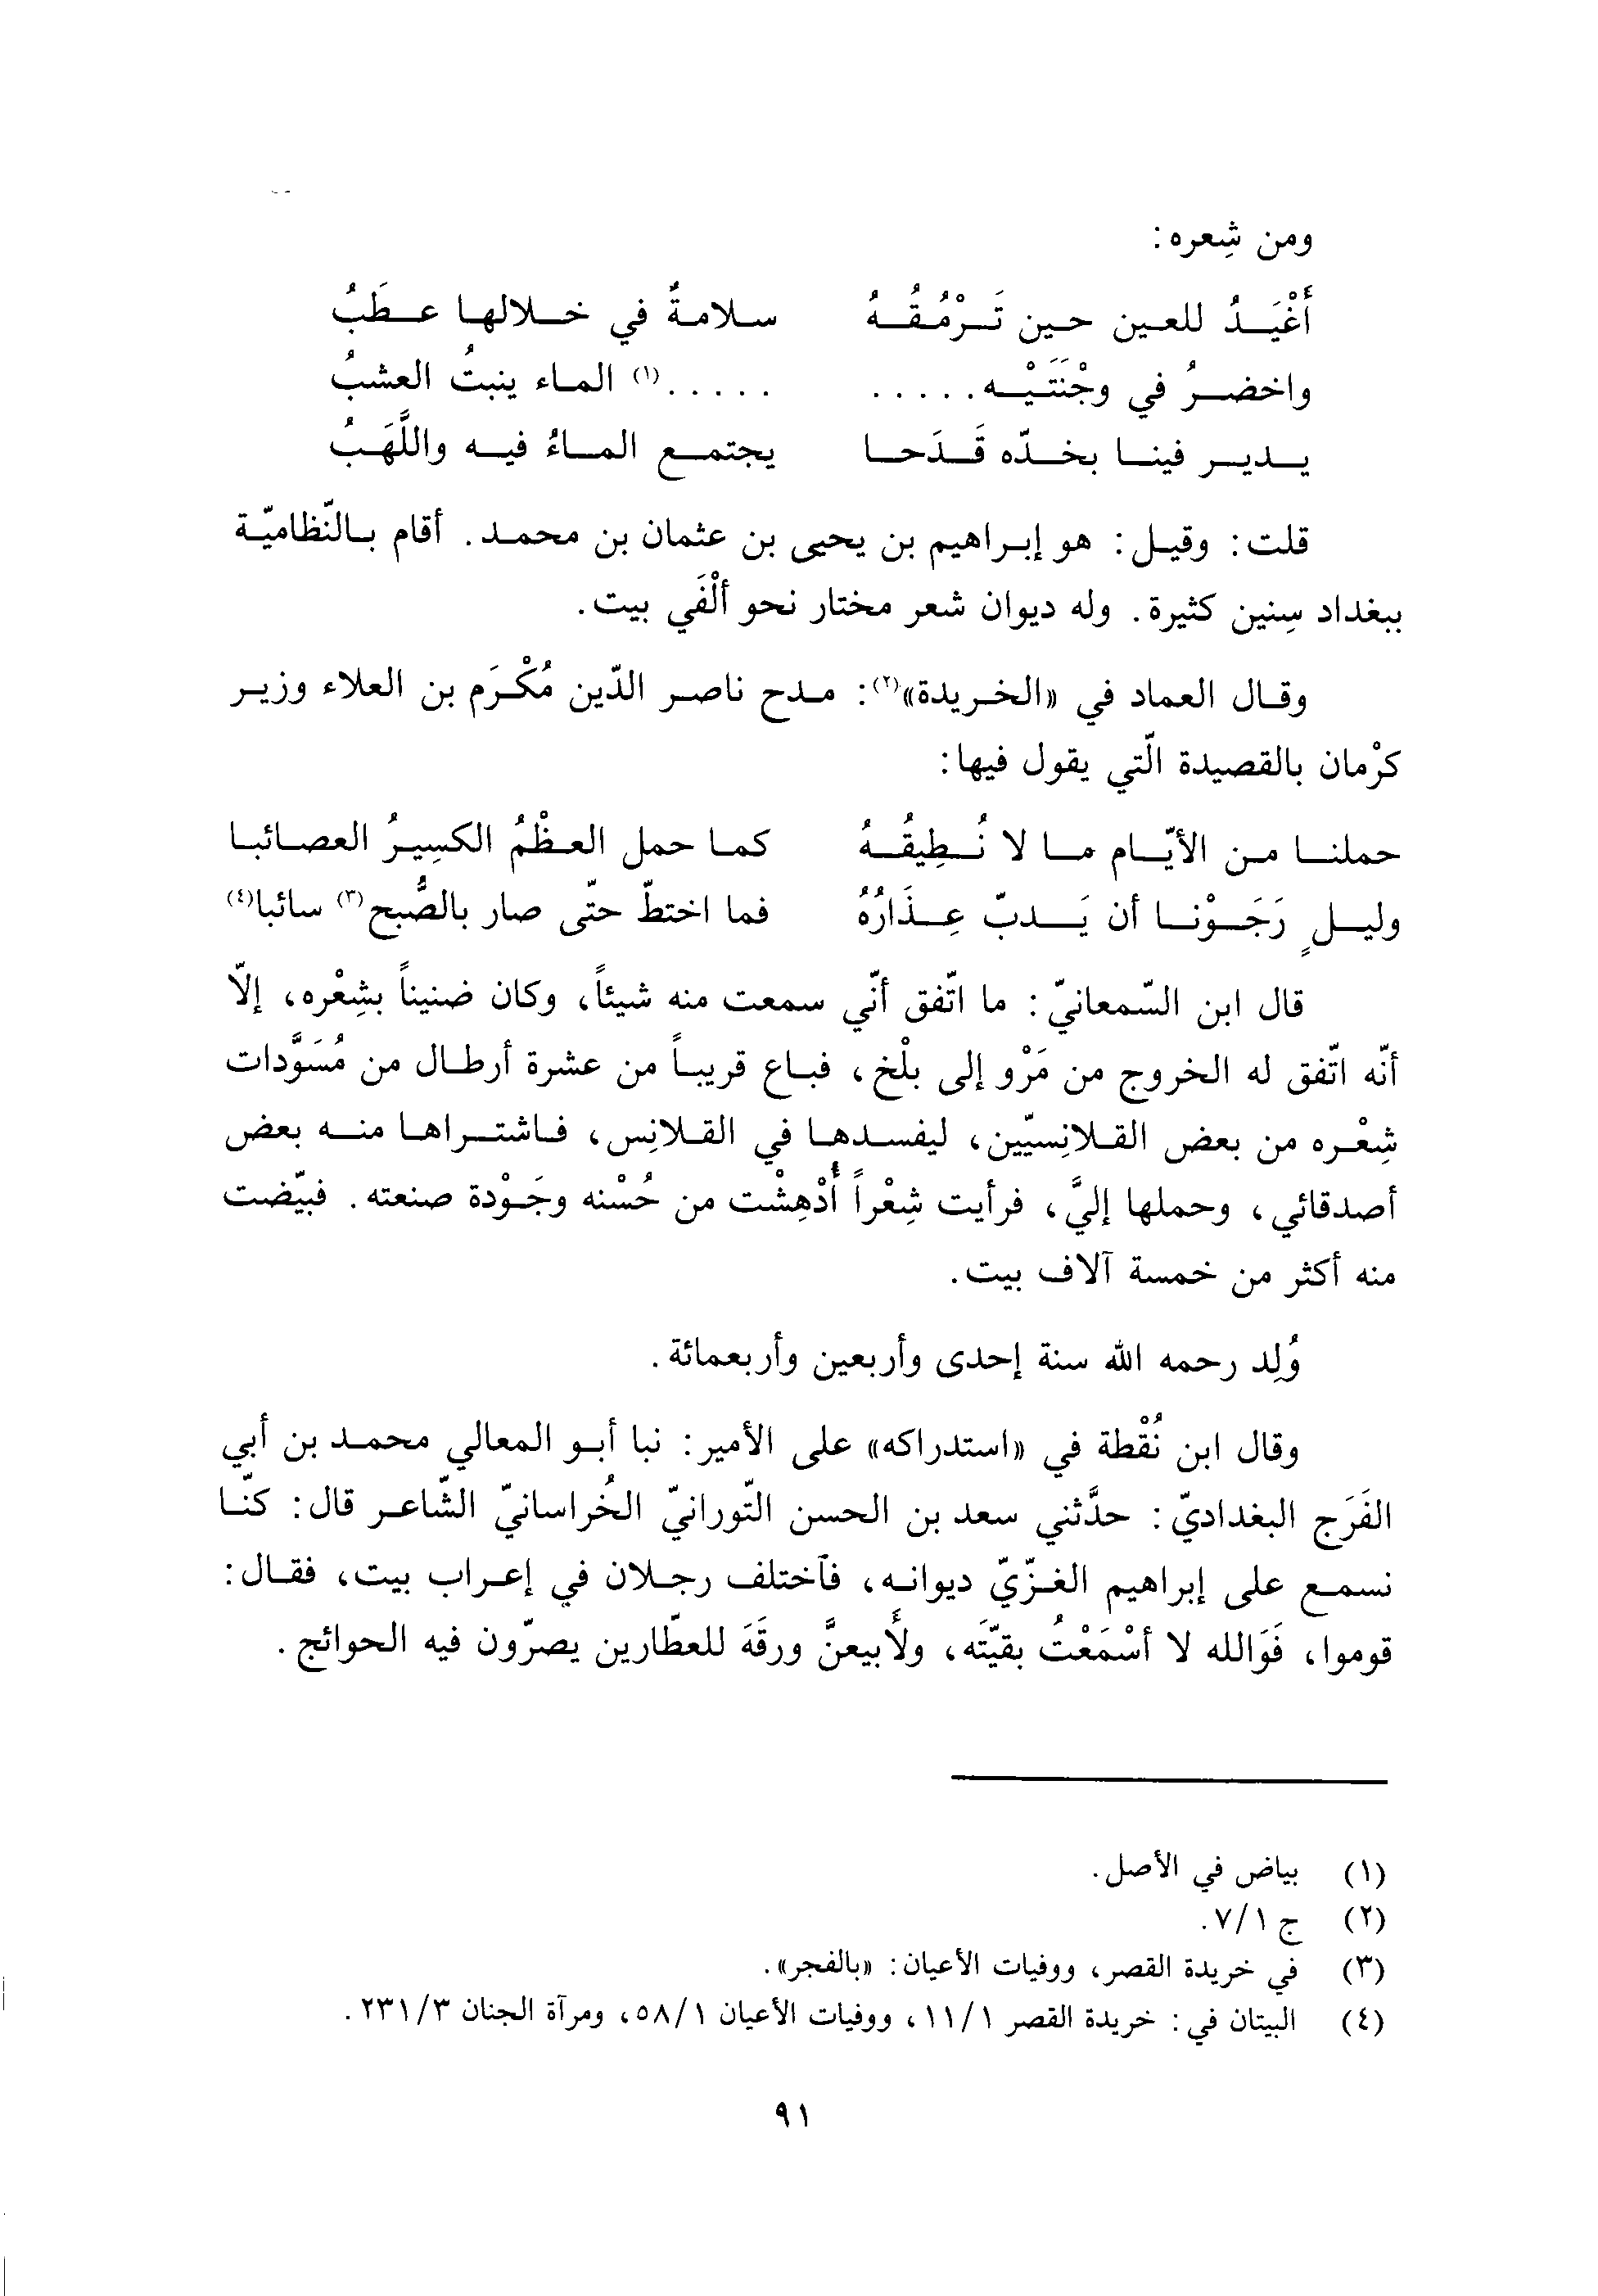 ومن شِعره:
أَغْيَدُ للعين حين تَرْمُقُهُ سلامةٌ في خلالها عطَبُ
واخضرُ في وجْنَتَيْه. . . . . . . . . .(١) الماء ينبتُ العشبُ
يدير فينا بخدّه قَدَحا يجتمع الماءُ فيه واللَّهَبُ
قلت: وقيل: هو إبراهيم بن يحيى بن عثمان بن محمد. أقام بالنّظاميّة
ببغداد سِنين كثيرة. وله ديوان شعر مختار نحو ألْفَي بيت.
وقال العماد في «الخريدة»(٢): مدح ناصر الدّين مُكْرَم بن العلاء وزير
كرْمان بالقصيدة الّتي يقول فيها:
حملنا من الأيّام ما لا نُطِيقُهُ كما حمل العظْمُ الكسِيرُ العصائبا
وليلٍ رَجَوْنا أن يَدبّ عِذَارُهُ فما اختطّ حتّى صار بالصُّبح(٣) سائبا(٤)
قال ابن السّمعانيّ: ما اتّفق أنّي سمعت منه شيئاً، وكان ضنيناً بشِعْره، إلّا
أنّه اتّفق له الخروج من مَرْو إلى بلْخ، فباع قريباً من عشرة أرطال من مُسَوَّدات
شِعْره من بعض القلانِسيّين، ليفسدها في القلانِس، فاشتراها منه بعض
أصدقائي، وحملها إليَّ، فرأيت شِعْراً أُدْهِشْت من حُسْنه وجَوْدة صنعته. فبيّضت
منه أكثر من خمسة آلاف بيت.
وُلِد رحمه الله سنة إحدى وأربعين وأربعمائة.
وقال ابن نُقْطة في «استدراكه» على الأمير: نبا أبو المعالي محمد بن أبي
الفَرَج البغداديّ: حدَّثني سعد بن الحسن التّورانيّ الخُراسانيّ الشّاعر قال: كنّا
نسمع على إبراهيم الغزّيّ ديوانه، فآختلف رجلان في إعراب بيت، فقال:
قوموا، فَوَالله لا أسْمَعْتُ بقيّته، ولأَبيعنَّ ورقَهَ للعطّارين يصرّون فيه الحوائج.
(١) بياض في الأصل.
(٢) ج ٧/١.
(٣) في خريدة القصر، ووفيات الأعيان: «بالفجر».
(٤) البيتان في: خريدة القصر ١١/١، ووفيات الأعيان ٥٨/١، ومرآة الجنان ٢٣١/٣.
٩١